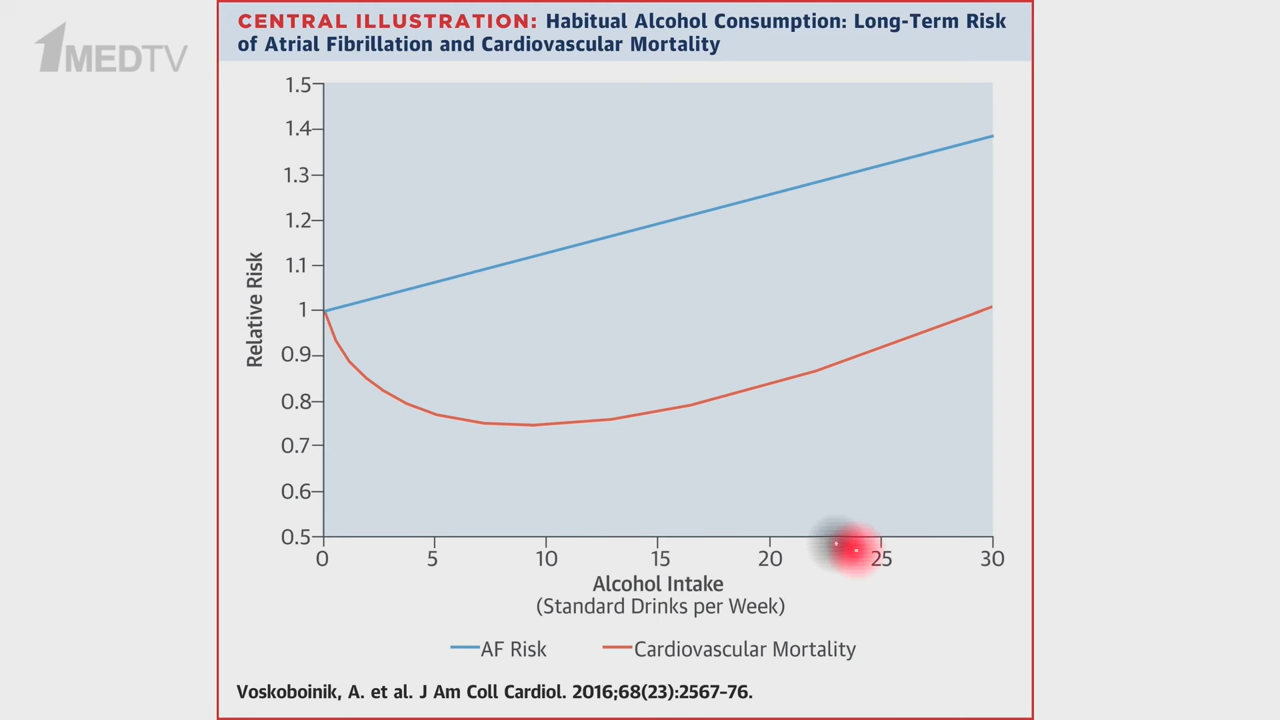 1MEDTV
CENTRAL ILLUSTRATION: Habitual Alcohol Consumption: Long-Term Risk
of Atrial Fibrillation and Cardiovascular Mortality
1.5
1.4
1.3
1.2
1.1
1
0.9
0.8
0.7
0.6
0.5
Relative Risk
0 5 10 15 20 25 30
Alcohol Intake
(Standard Drinks per Week)
AF Risk Cardiovascular Mortality
Voskoboinik, A. et al. J Am Coll Cardiol. 2016;68(23):2567–76.